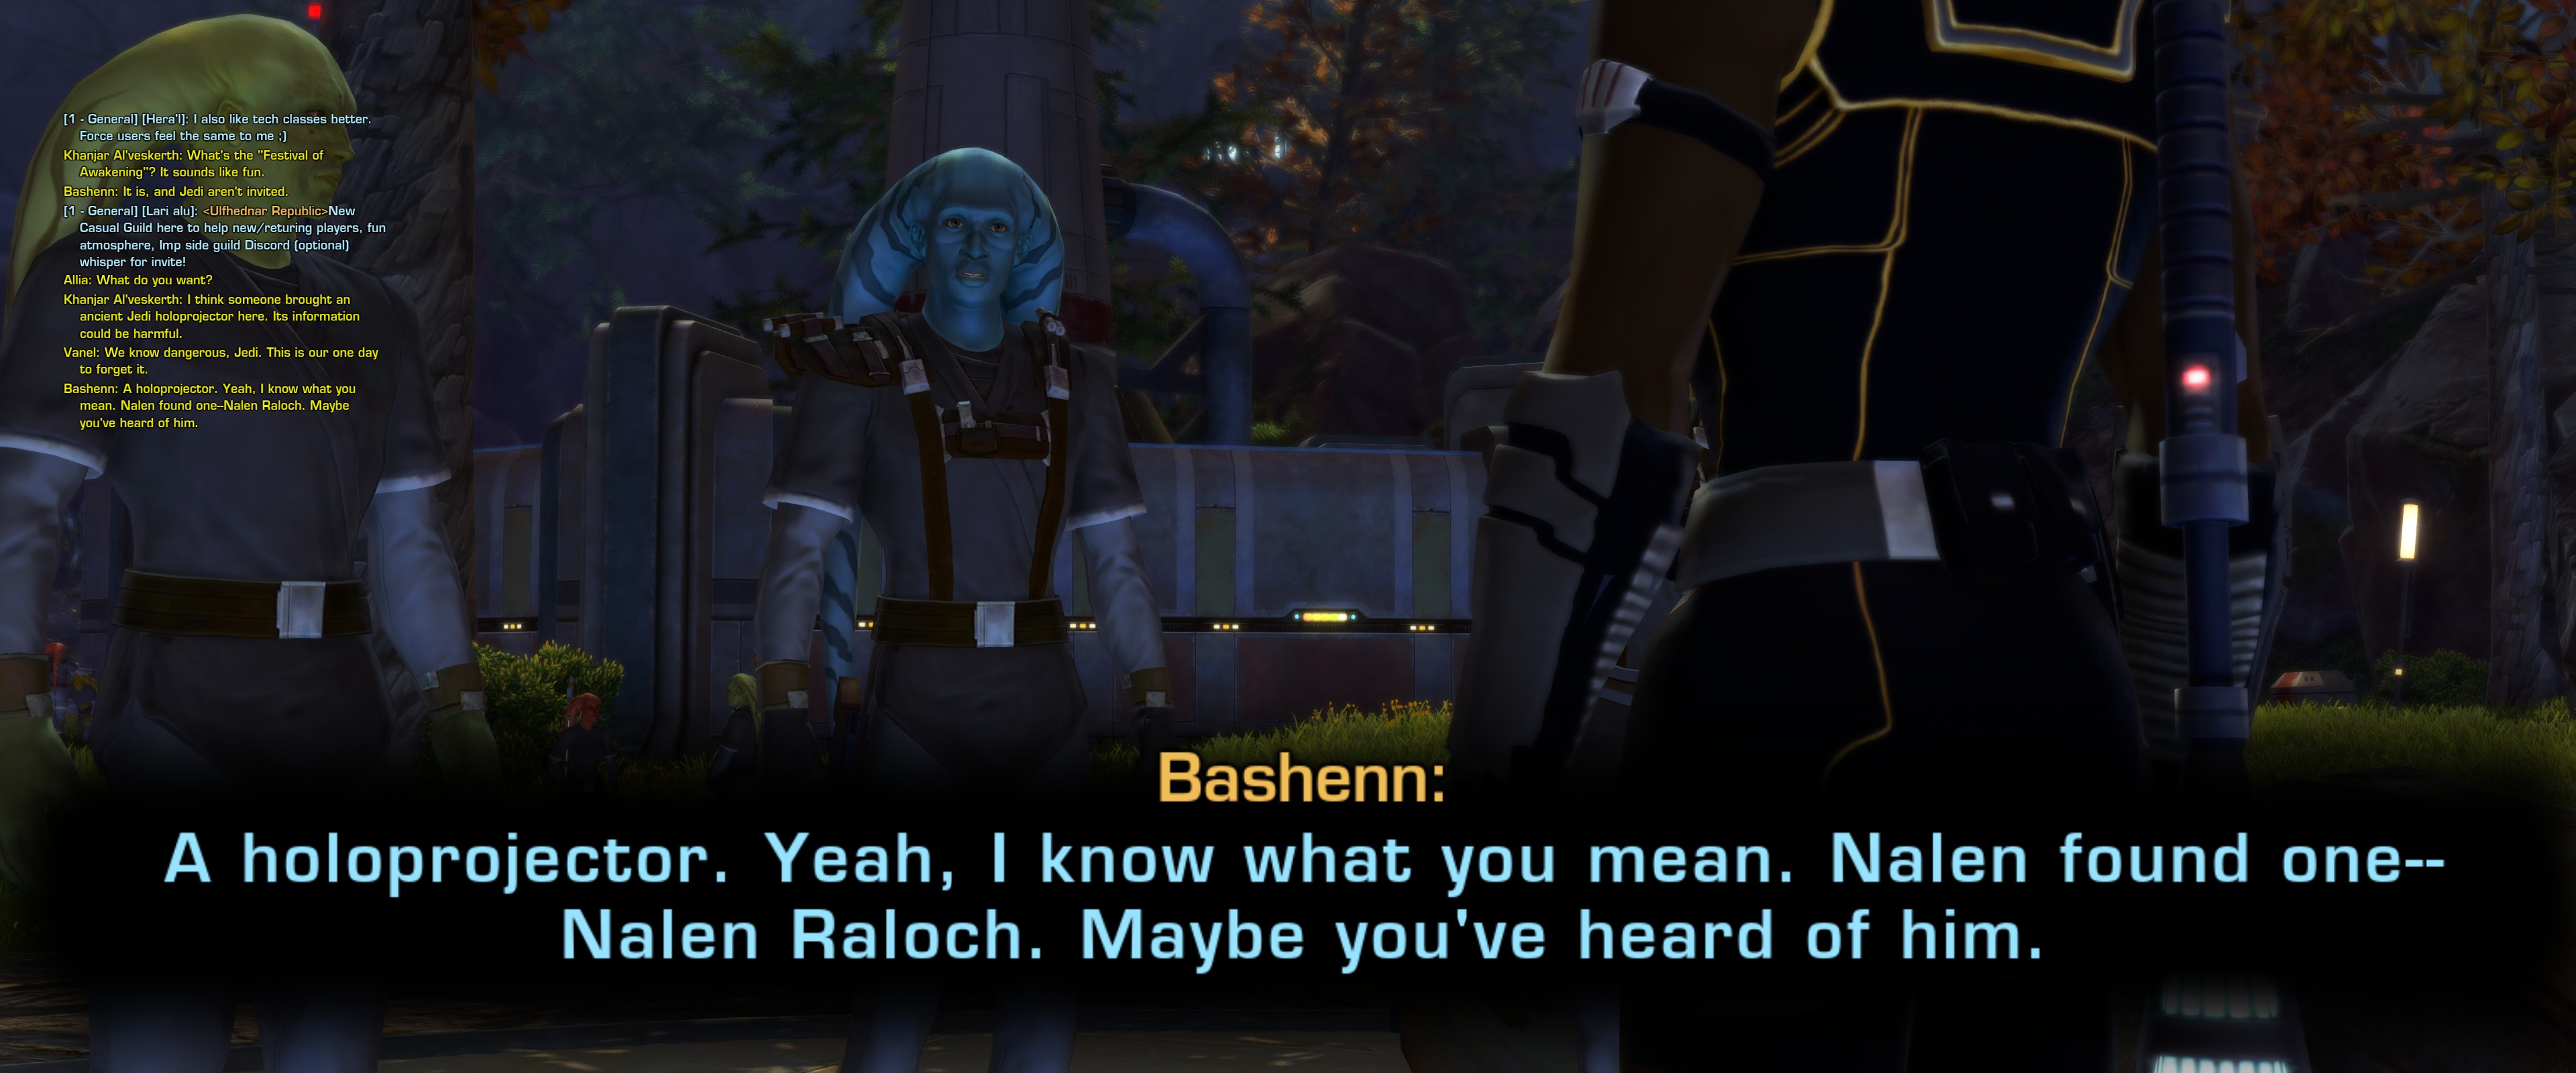 [1 - General] [Hera'l]: I also like tech classes better.
Force users feel the same to me ;)
Khanjar Al'veskerth: What's the "Festival of
Awakening"? It sounds like fun.
Bashenn: It is, and Jedi aren't invited.
[1 - General] [Lari alu]: <Ulfhednar Republic>New
Casual Guild here to help new/returing players, fun
atmosphere, Imp side guild Discord (optional)
whisper for invite!
Allia: What do you want?
Khanjar Al'veskerth: I think someone brought an
ancient Jedi holoprojector here. Its information
could be harmful.
Vanel: We know dangerous, Jedi. This is our one day
to forget it.
Bashenn: A holoprojector. Yeah, I know what you
mean. Nalen found one--Nalen Raloch. Maybe
you've heard of him.
Bashenn:
A holoprojector. Yeah, I know what you mean. Nalen found one--
Nalen Raloch. Maybe you've heard of him.